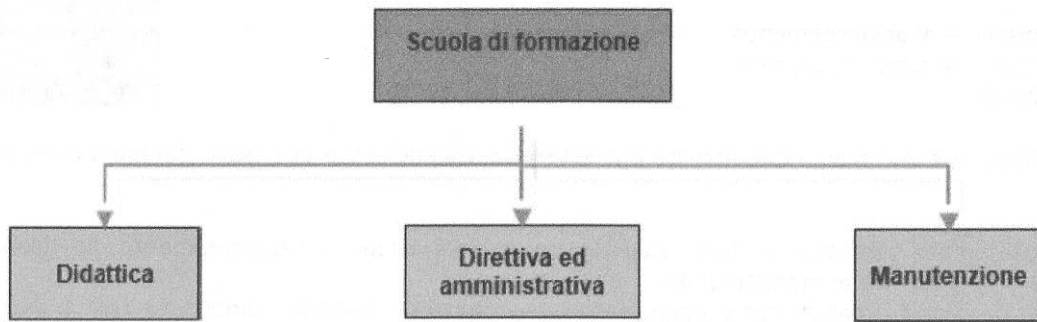 Scuola di formazione
Didattica
Direttiva ed
amministrativa
Manutenzione